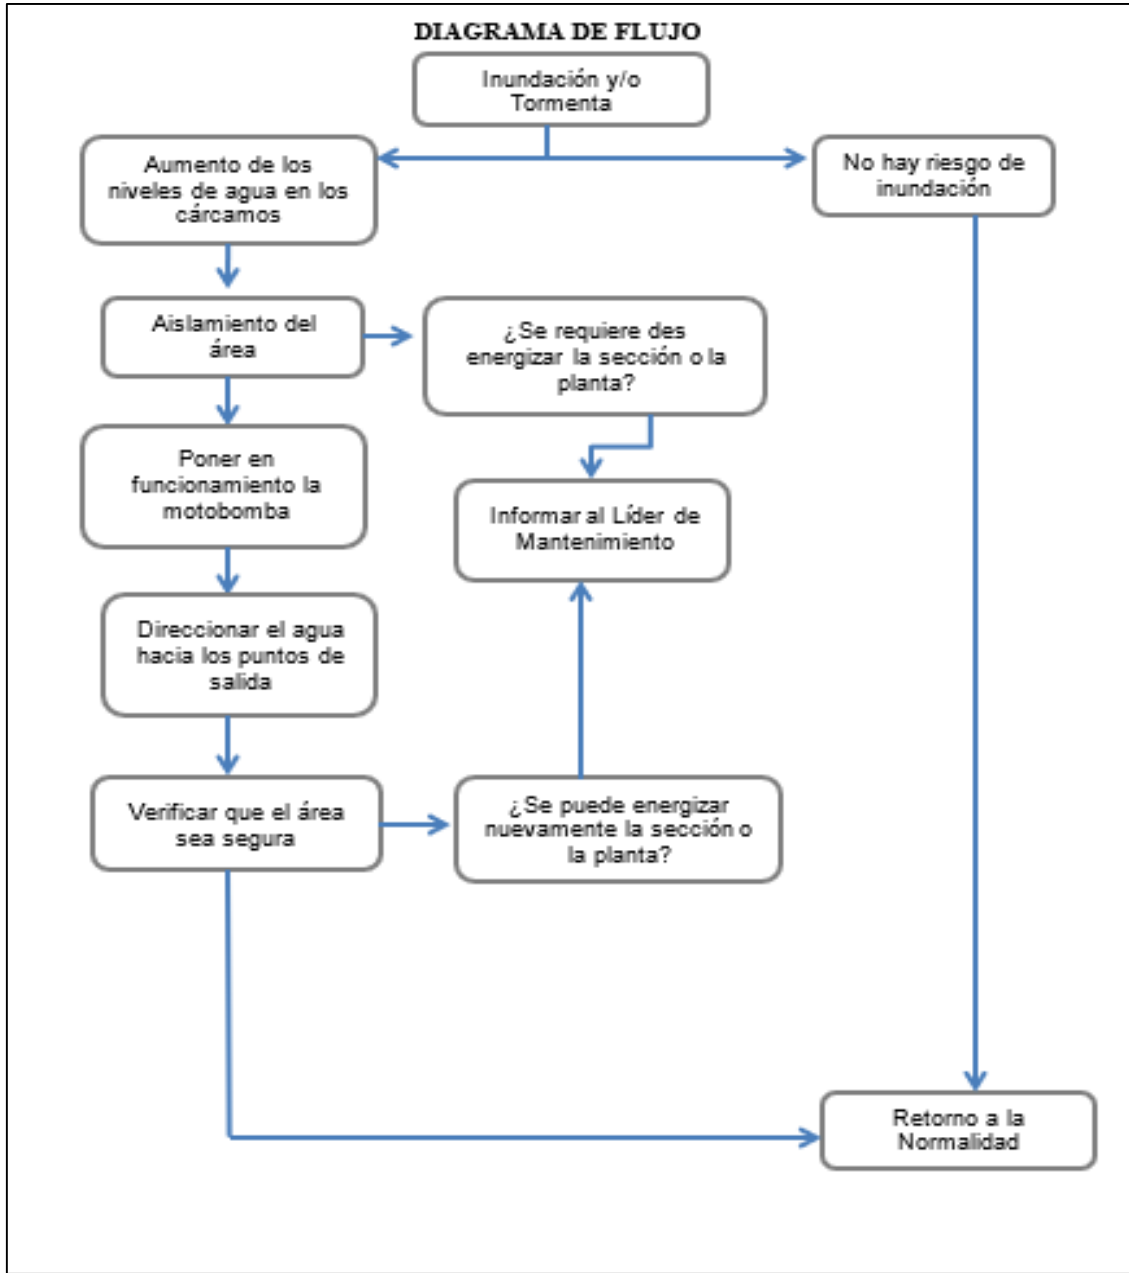 DIAGRAMA DE FLUJO
Inundación y/o
Tormenta
Aumento de los
niveles de agua en los
cárcamos
No hay riesgo de
inundación
Aislamiento del
área
¿Se requiere des
energizar la sección o la
planta?
Poner en
funcionamiento la
motobomba
Informar al Líder de
Mantenimiento
Direccionar el agua
hacia los puntos de
salida
Verificar que el área
sea segura
¿Se puede energizar
nuevamente la sección o
la planta?
Retorno a la
Normalidad